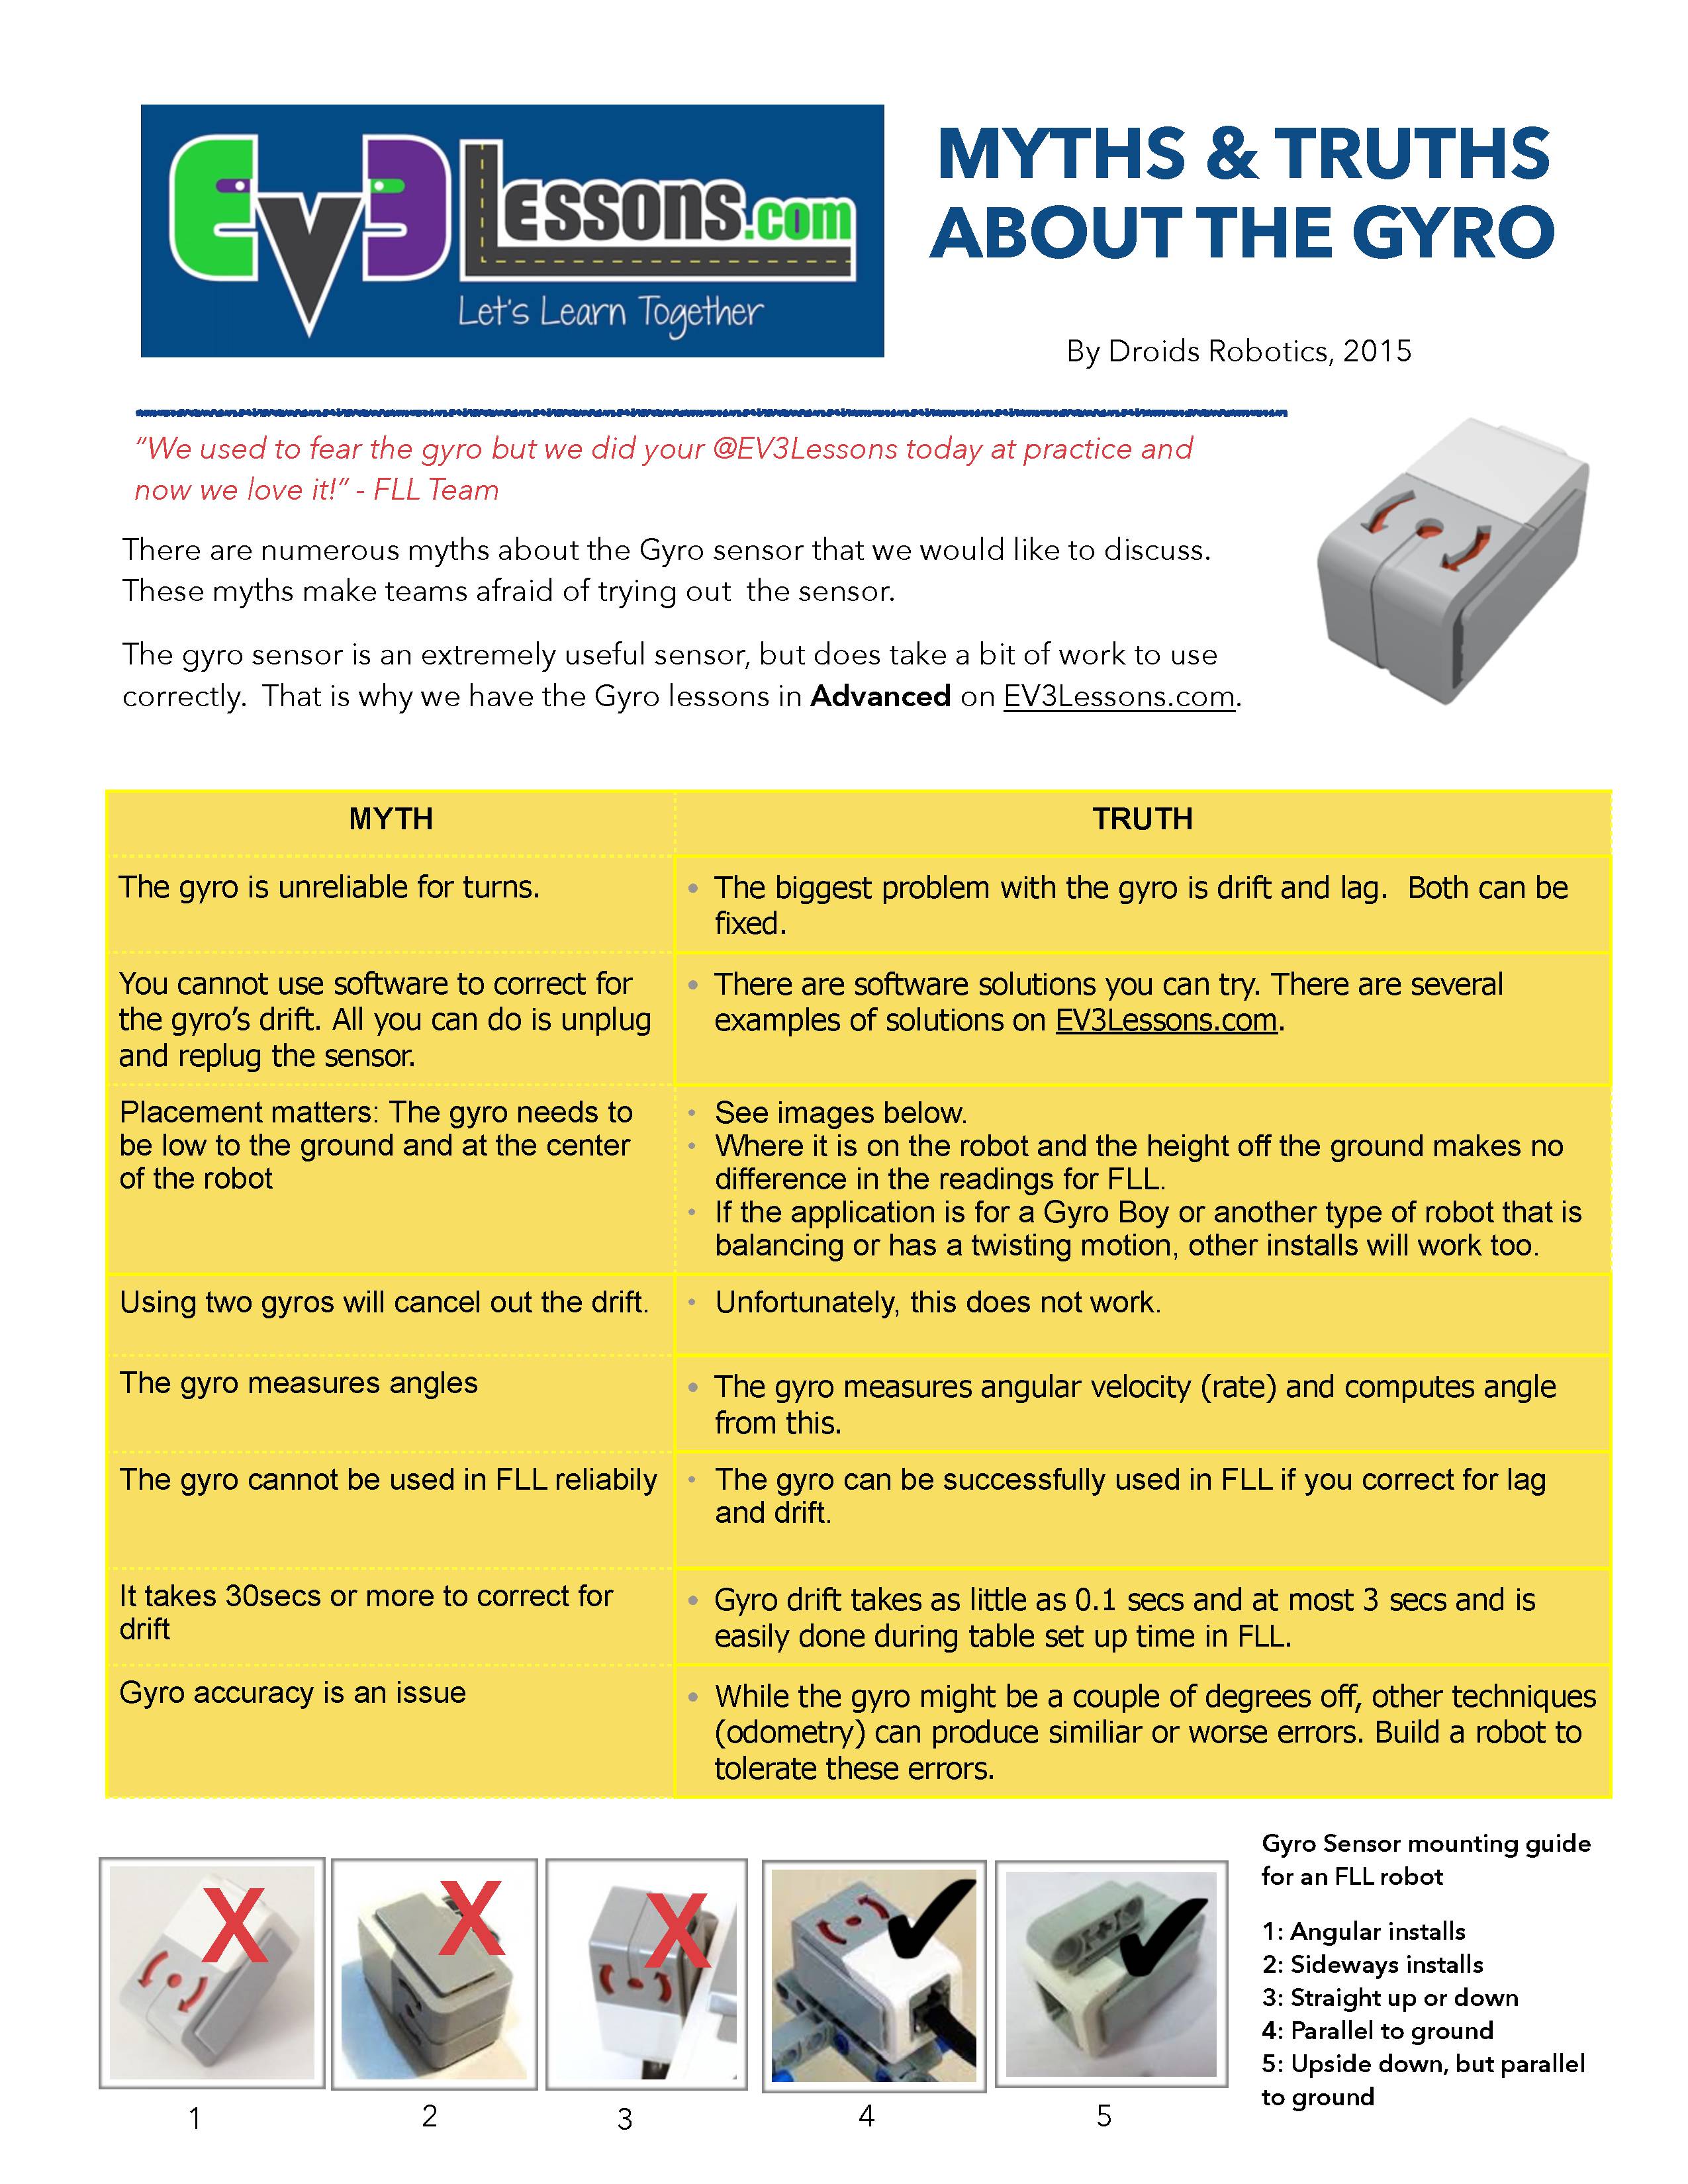 Ev3Lessons.com
Let's Learn Together
MYTHS & TRUTHS
ABOUT THE GYRO
By Droids Robotics, 2015
“We used to fear the gyro but we did your @EV3Lessons today at practice and
now we love it!” - FLL Team
There are numerous myths about the Gyro sensor that we would like to discuss.
These myths make teams afraid of trying out the sensor.
The gyro sensor is an extremely useful sensor, but does take a bit of work to use
correctly. That is why we have the Gyro lessons in Advanced on EV3Lessons.com.
MYTH
TRUTH
The gyro is unreliable for turns.
• The biggest problem with the gyro is drift and lag. Both can be
fixed.
You cannot use software to correct for
the gyro’s drift. All you can do is unplug
and replug the sensor.
• There are software solutions you can try. There are several
examples of solutions on EV3Lessons.com.
Placement matters: The gyro needs to
be low to the ground and at the center
of the robot
• See images below.
• Where it is on the robot and the height off the ground makes no
difference in the readings for FLL.
• If the application is for a Gyro Boy or another type of robot that is
balancing or has a twisting motion, other installs will work too.
Using two gyros will cancel out the drift.
• Unfortunately, this does not work.
The gyro measures angles
• The gyro measures angular velocity (rate) and computes angle
from this.
The gyro cannot be used in FLL reliabily
• The gyro can be successfully used in FLL if you correct for lag
and drift.
It takes 30secs or more to correct for
drift
• Gyro drift takes as little as 0.1 secs and at most 3 secs and is
easily done during table set up time in FLL.
Gyro accuracy is an issue
• While the gyro might be a couple of degrees off, other techniques
(odometry) can produce similiar or worse errors. Build a robot to
tolerate these errors.
X
X
X
1
2
3
4
5
Gyro Sensor mounting guide
for an FLL robot
1: Angular installs
2: Sideways installs
3: Straight up or down
4: Parallel to ground
5: Upside down, but parallel
to ground